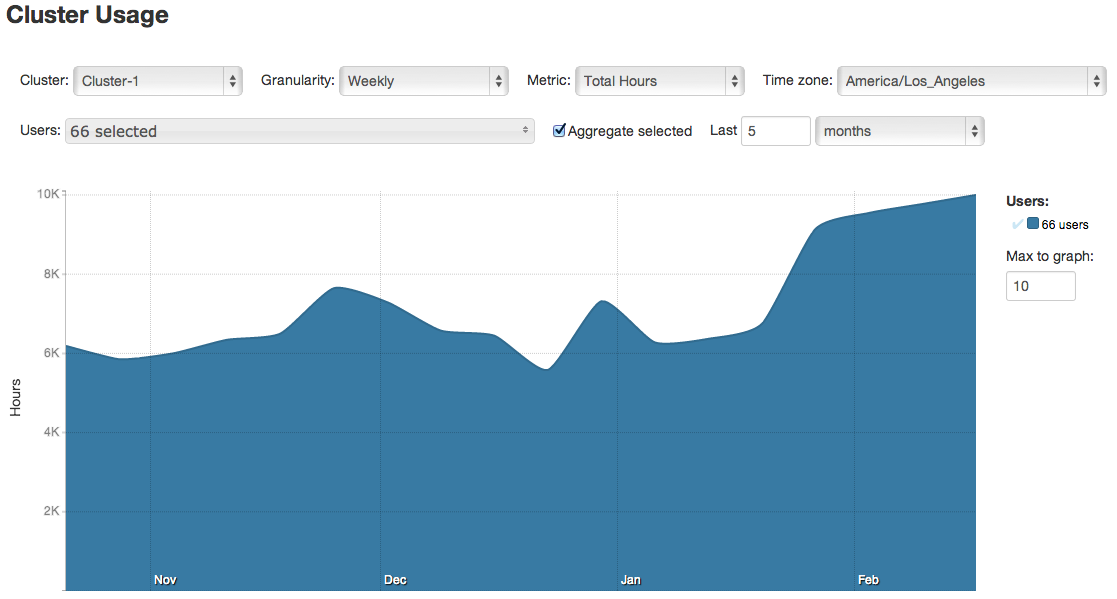 Cluster Usage
Cluster: Cluster-1 Granularity: Weekly Metric: Total Hours Time zone: America/Los_Angeles
Users: 66 selected Aggregate selected Last 5 months
10K
8K
6K
4K
2K
Hours
Nov Dec Jan Feb
Users:
66 users
Max to graph:
10